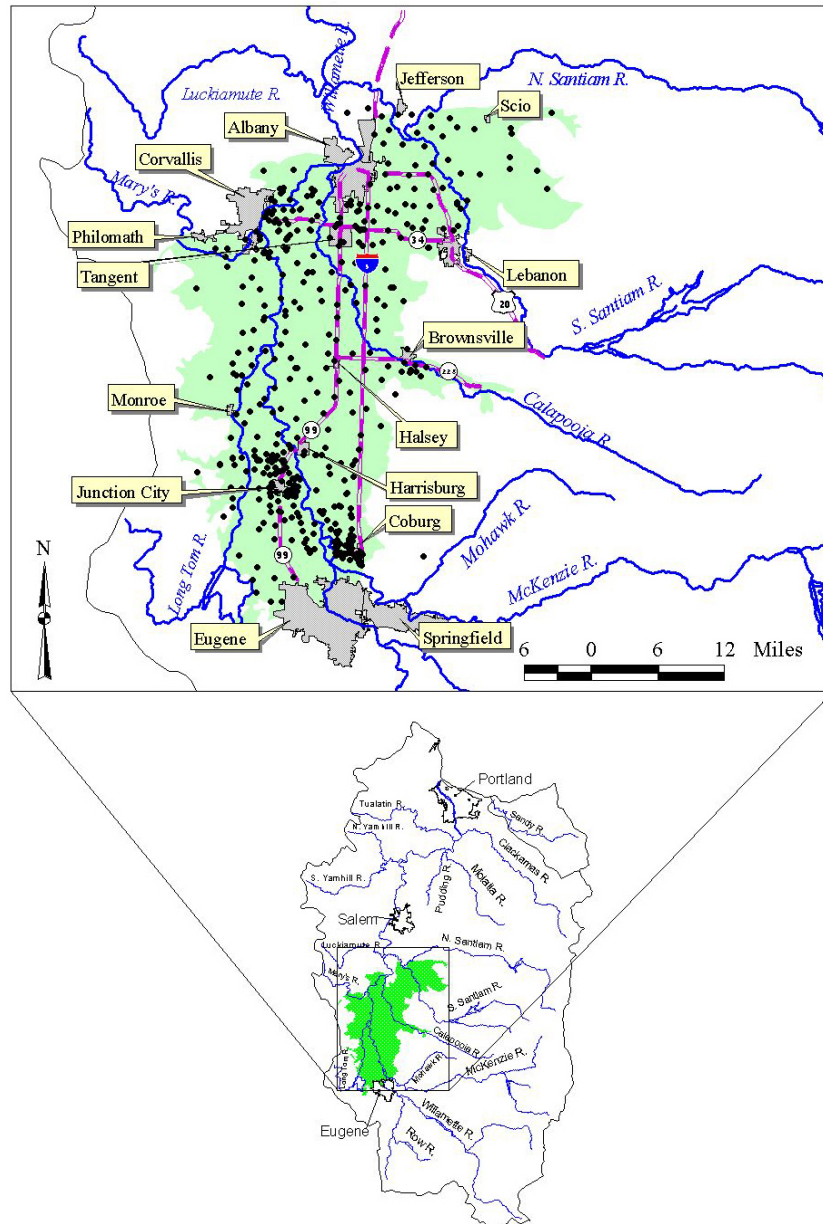 Willamette R.
Jefferson
N. Santiam R.
Luckiamute R.
Scio
Albany
Corvallis
Mary's R.
Philomath
34
Tangent
5
Lebanon
20
S. Santiam R.
Brownsville
228
Calapooia R.
Monroe
99
Halsey
Harrisburg
Junction City
Coburg
Mohawk R.
N
99
Long Tom R.
McKenzie R.
Eugene
Springfield
6 0 6 12 Miles
Portland
Tualatin R.
Sandy R.
N. Yamhill R.
Clackamas R.
Molalla R.
S. Yamhill R.
Pudding R.
Salem
Luckiamute R.
N. Santiam R.
Mary's R.
S. Santiam R.
Calapooia R.
Long Tom R.
Mohawk R.
McKenzie R.
Willamette R.
Eugene
Row R.